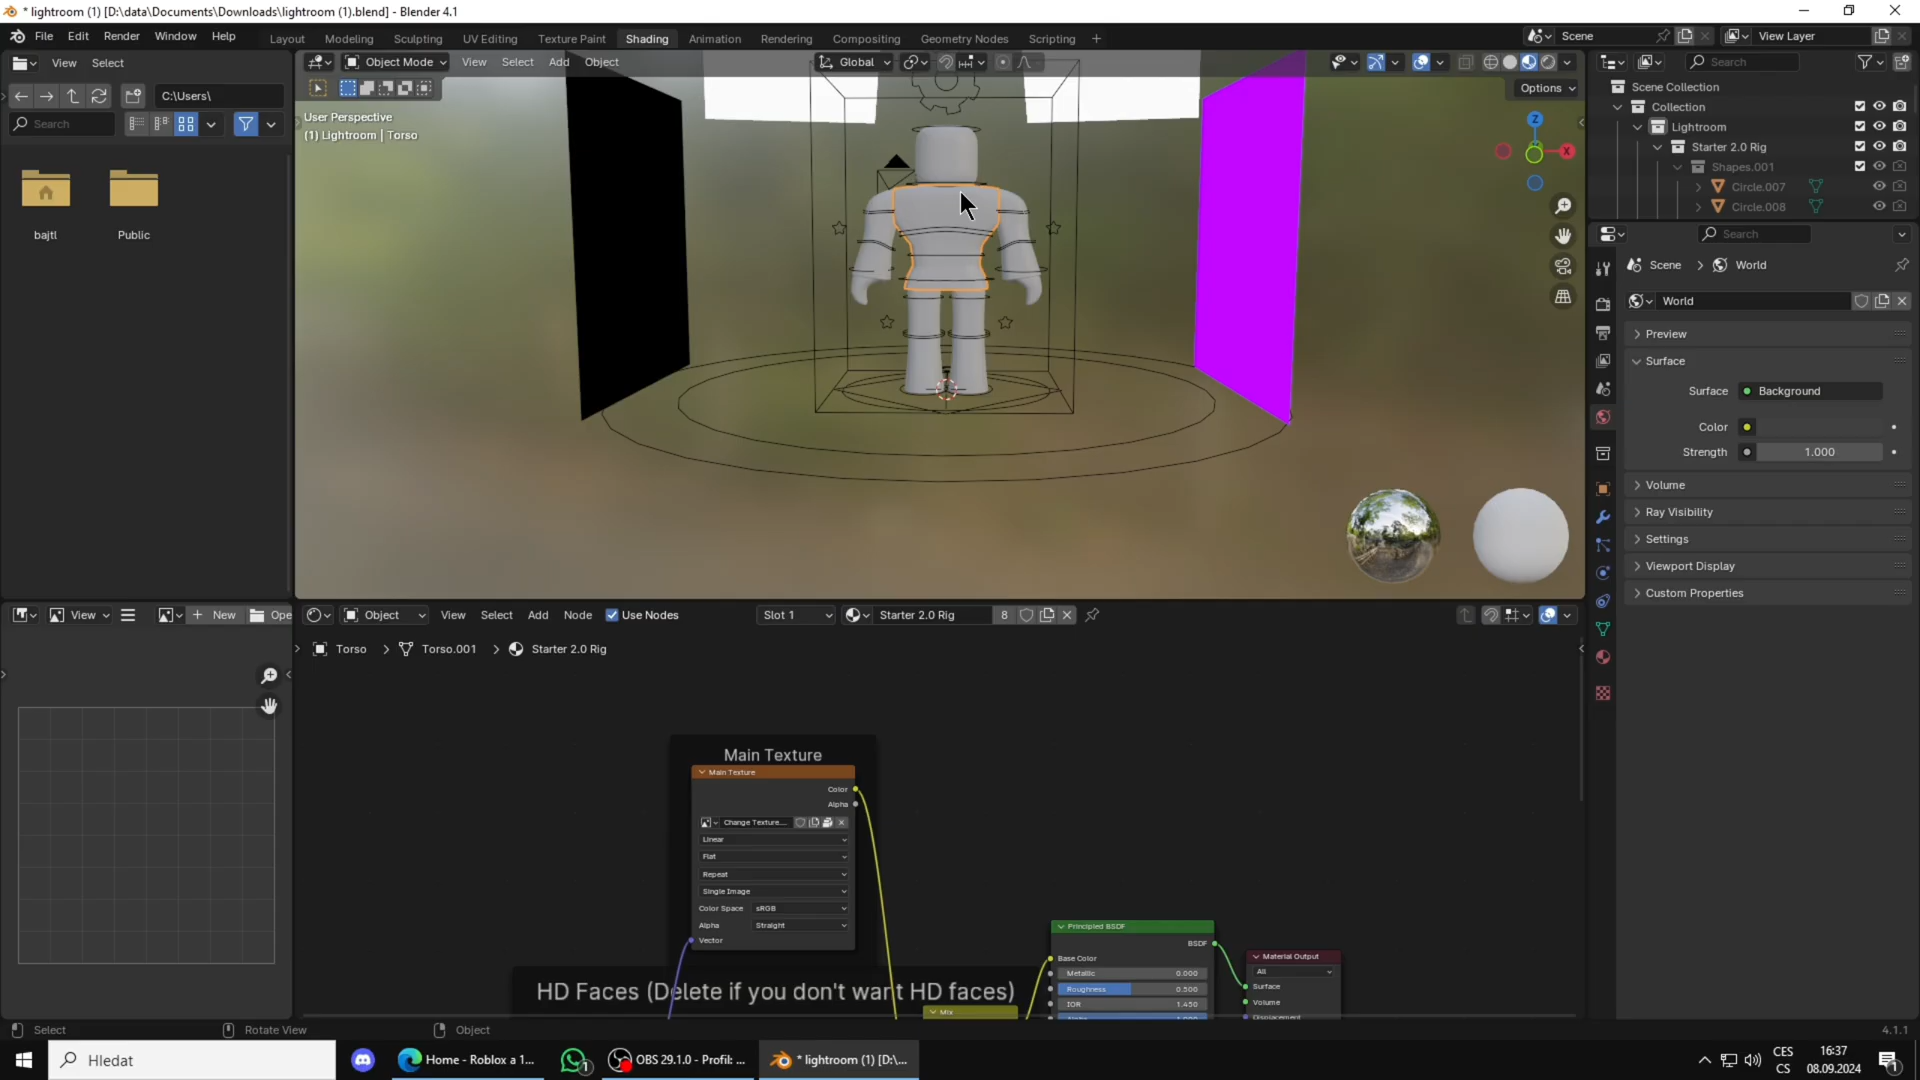 * lightroom (1) [D:\data\Documents\Downloads\lightroom (1).blend] - Blender 4.1
File Edit Render Window Help
Layout Modeling Sculpting UV Editing Texture Paint Shading Animation Rendering Compositing Geometry Nodes Scripting +
Scene
View Layer
View Select
Object Mode View Select Add Object
Global
Search
C:\Users\
Options
Search
User Perspective
(1) Lightroom | Torso
Scene Collection
Collection
Lightroom
Starter 2.0 Rig
Shapes.001
Circle.007
Circle.008
Z
X
bajtl
Public
Search
Scene > World
World
Preview
Surface
Surface Background
Color
Strength 1.000
Volume
Ray Visibility
Settings
Viewport Display
Custom Properties
View
+ New
Ope
Object View Select Add Node Use Nodes
Slot 1
Starter 2.0 Rig
8
Torso > Torso.001 > Starter 2.0 Rig
Main Texture
Main Texture
Color
Alpha
Change Texture....
Linear
Flat
Repeat
Single Image
Color Space sRGB
Alpha Straight
Vector
HD Faces (Delete if you don't want HD faces)
Mix
Principled BSDF
BSDF
Base Color
Metallic 0.000
Roughness 0.500
IOR 1.450
Material Output
All
Surface
Volume
Displacement
Select
Rotate View
Object
4.1.1
Hledat
Home - Roblox a 1...
1
OBS 29.1.0 - Profil: ...
* lightroom (1) [D:\...
CES
CS
16:37
08.09.2024
1